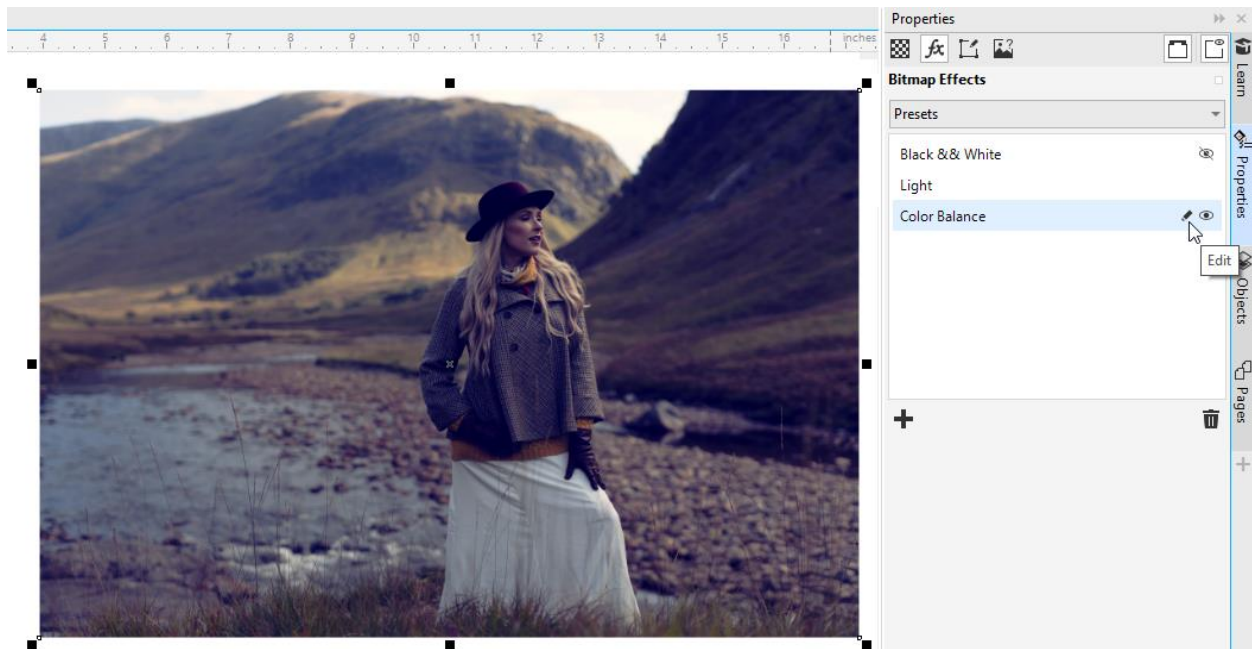 Properties
4 5 6 7 8 9 10 11 12 13 14 15 16 inches
fx
Bitmap Effects
Presets
Black && White
Light
Color Balance
Edit
Learn
Properties
Objects
Pages